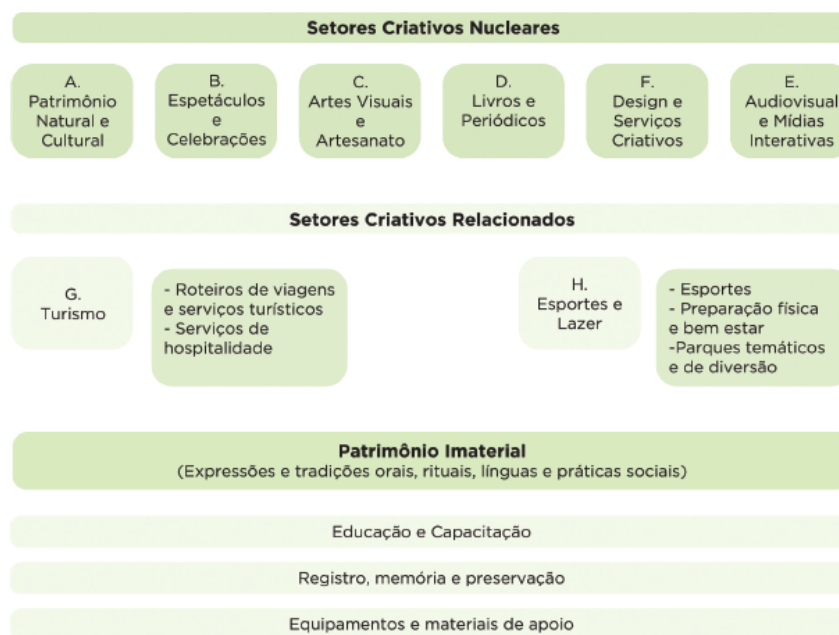 Setores Criativos Nucleares
A.
Patrimônio
Natural e
Cultural
B.
Espetáculos
e
Celebrações
C.
Artes Visuais
e
Artesanato
D.
Livros e
Periódicos
F.
Design e
Serviços
Criativos
E.
Audiovisual
e Mídias
Interativas
Setores Criativos Relacionados
G.
Turismo
- Roteiros de viagens
e serviços turísticos
- Serviços de
hospitalidade
H.
Esportes e
Lazer
- Esportes
- Preparação física
e bem estar
-Parques temáticos
e de diversão
Patrimônio Imaterial
(Expressões e tradições orais, rituais, línguas e práticas sociais)
Educação e Capacitação
Registro, memória e preservação
Equipamentos e materiais de apoio